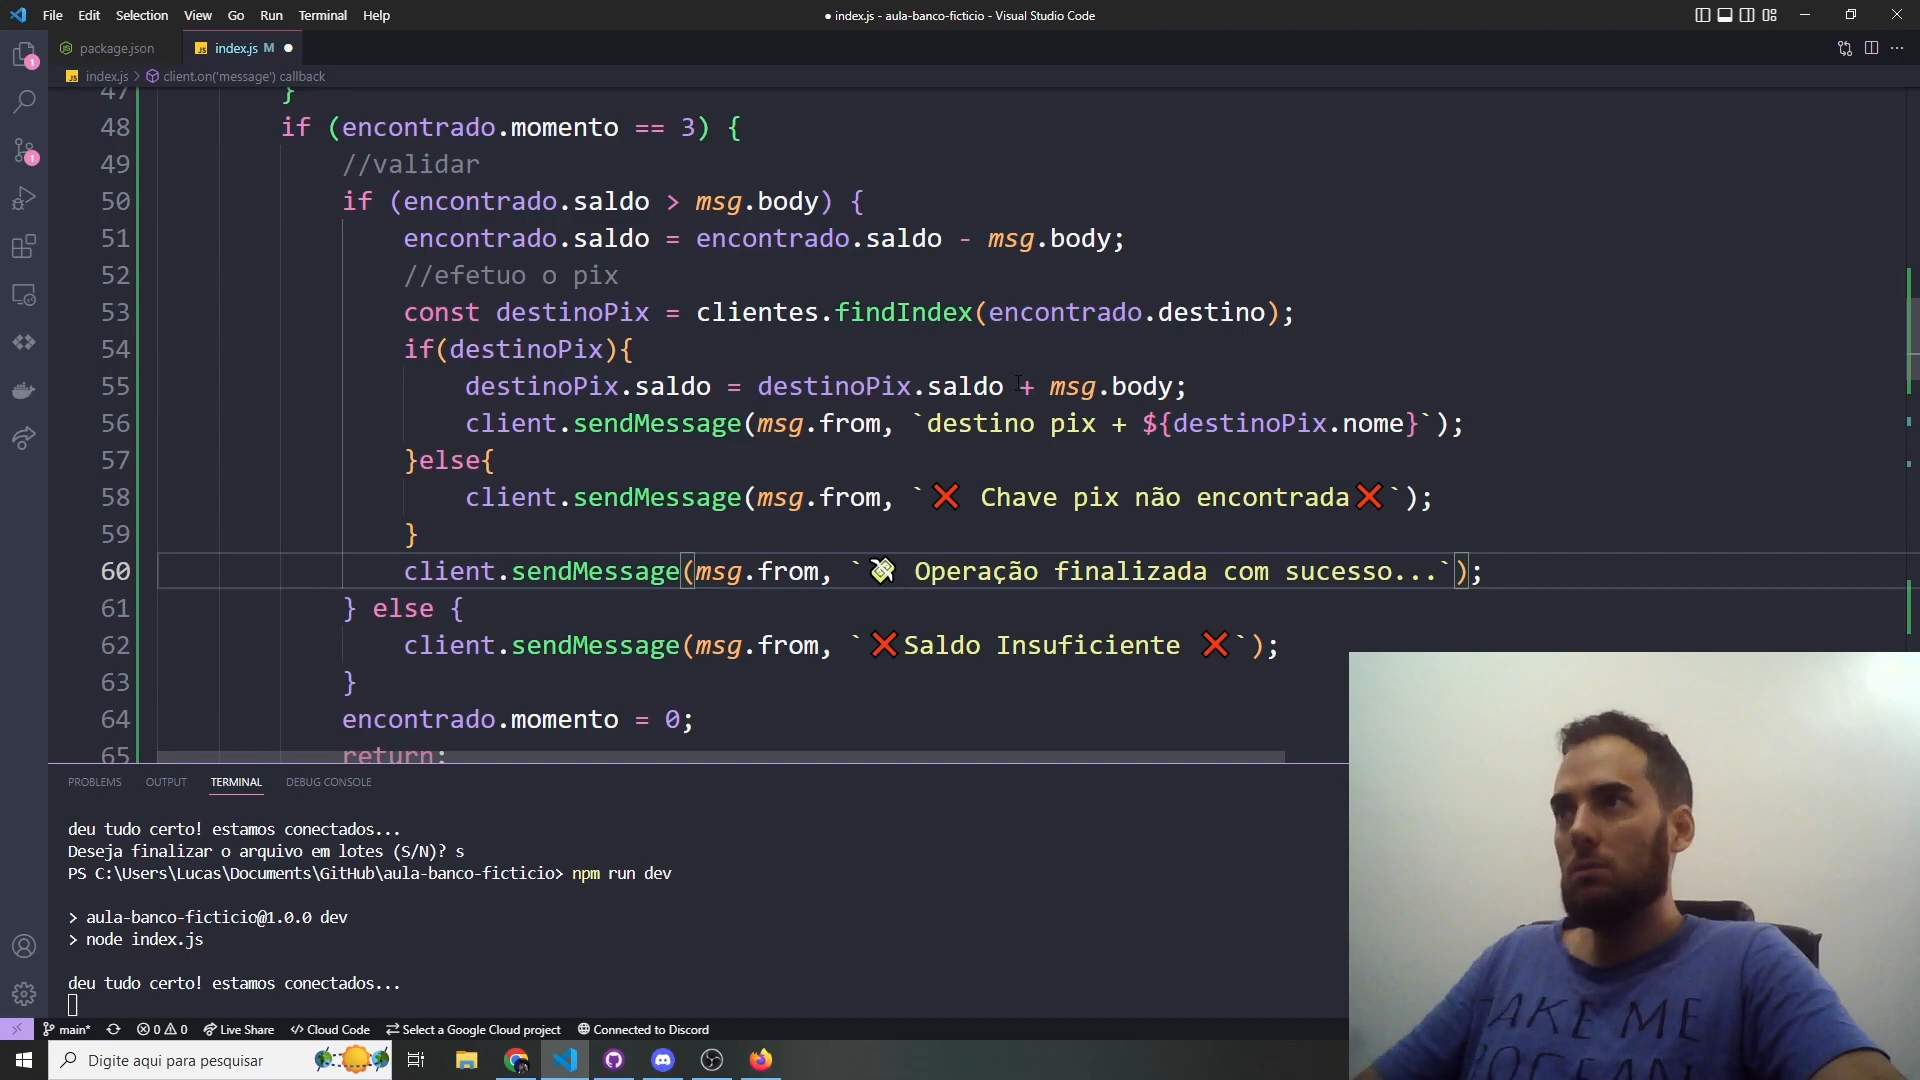 File Edit Selection View Go Run Terminal Help
● index.js - aula-banco-ficticio - Visual Studio Code
package.json
JS index.js M ●
JS index.js > client.on('message') callback
47 }
48 if (encontrado.momento == 3) {
49 //validar
50 if (encontrado.saldo > msg.body) {
51 encontrado.saldo = encontrado.saldo - msg.body;
52 //efetuo o pix
53 const destinoPix = clientes.findIndex(encontrado.destino);
54 if(destinoPix){
55 destinoPix.saldo = destinoPix.saldo + msg.body;
56 client.sendMessage(msg.from, `destino pix + ${destinoPix.nome}`);
57 }else{
58 client.sendMessage(msg.from, `❌ Chave pix não encontrada❌`);
59 }
60 client.sendMessage(msg.from, `💸 Operação finalizada com sucesso...`);
61 } else {
62 client.sendMessage(msg.from, `❌Saldo Insuficiente ❌`);
63 }
64 encontrado.momento = 0;
65 return;
PROBLEMS OUTPUT TERMINAL DEBUG CONSOLE
deu tudo certo! estamos conectados...
Deseja finalizar o arquivo em lotes (S/N)? s
PS C:\Users\Lucas\Documents\GitHub\aula-banco-ficticio> npm run dev
> aula-banco-ficticio@1.0.0 dev
> node index.js
deu tudo certo! estamos conectados...
TAKE ME
main* 0 0 Live Share Cloud Code Select a Google Cloud project Connected to Discord
Digite aqui para pesquisar